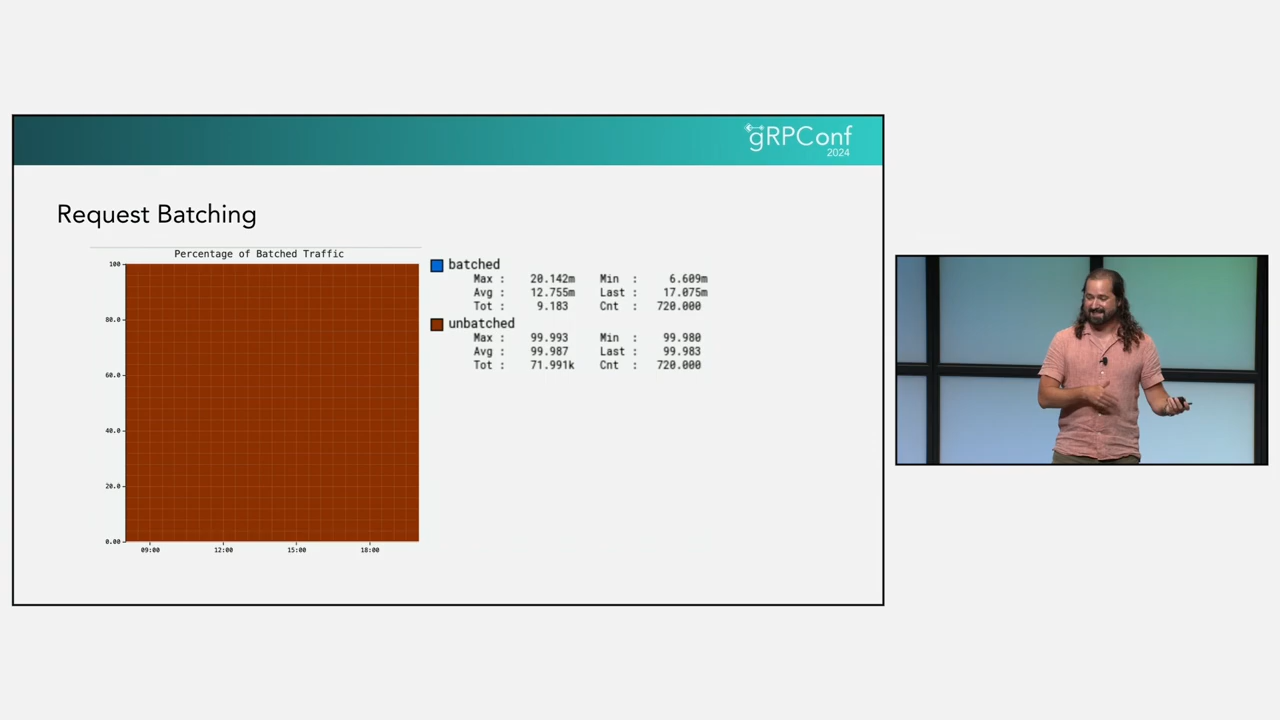 gRPConf
2024
Request Batching
Percentage of Batched Traffic
100
80.0
60.0
40.0
20.0
0.00
09:00 12:00 15:00 18:00
batched
Max : 20.142m Min : 6.609m
Avg : 12.755m Last : 17.075m
Tot : 9.183 Cnt : 720.000
unbatched
Max : 99.993 Min : 99.980
Avg : 99.987 Last : 99.983
Tot : 71.991k Cnt : 720.000